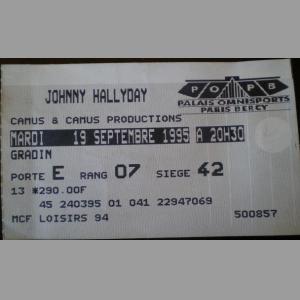 JOHNNY HALLYDAY
POPB
PALAIS OMNISPORTS
PARIS BERCY
CAMUS & CAMUS PRODUCTIONS
MARDI 19 SEPTEMBRE 1995 A 20H30
GRADIN
PORTE E RANG 07 SIEGE 42
13 *290.00F
45 240395 01 041 22947069
MCF LOISIRS 94 500857